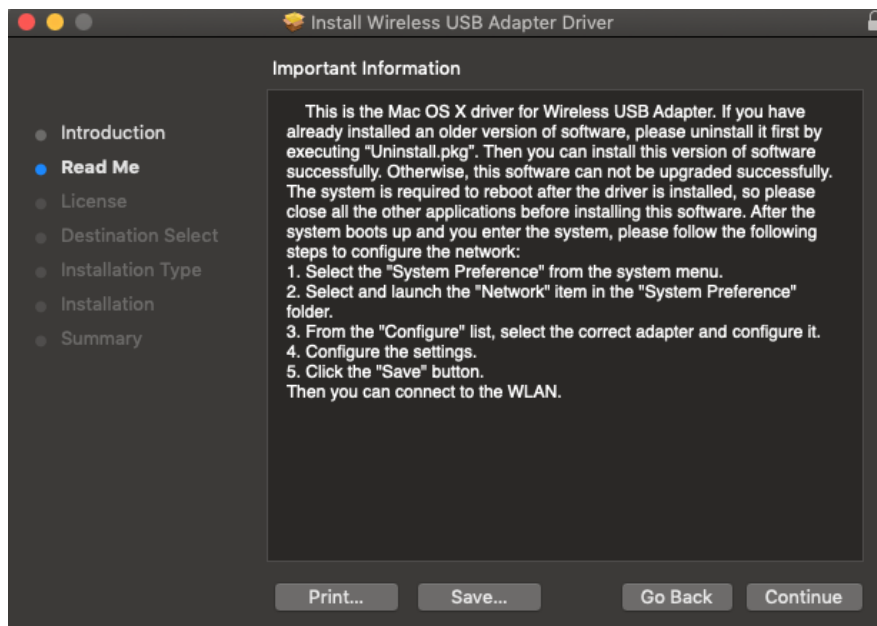 Install Wireless USB Adapter Driver
Important Information
Introduction
Read Me
License
Destination Select
Installation Type
Installation
Summary
This is the Mac OS X driver for Wireless USB Adapter. If you have
already installed an older version of software, please uninstall it first by
executing “Uninstall.pkg”. Then you can install this version of software
successfully. Otherwise, this software can not be upgraded successfully.
The system is required to reboot after the driver is installed, so please
close all the other applications before installing this software. After the
system boots up and you enter the system, please follow the following
steps to configure the network:
1. Select the "System Preference" from the system menu.
2. Select and launch the "Network" item in the "System Preference"
folder.
3. From the "Configure" list, select the correct adapter and configure it.
4. Configure the settings.
5. Click the "Save" button.
Then you can connect to the WLAN.
Print...
Save...
Go Back
Continue